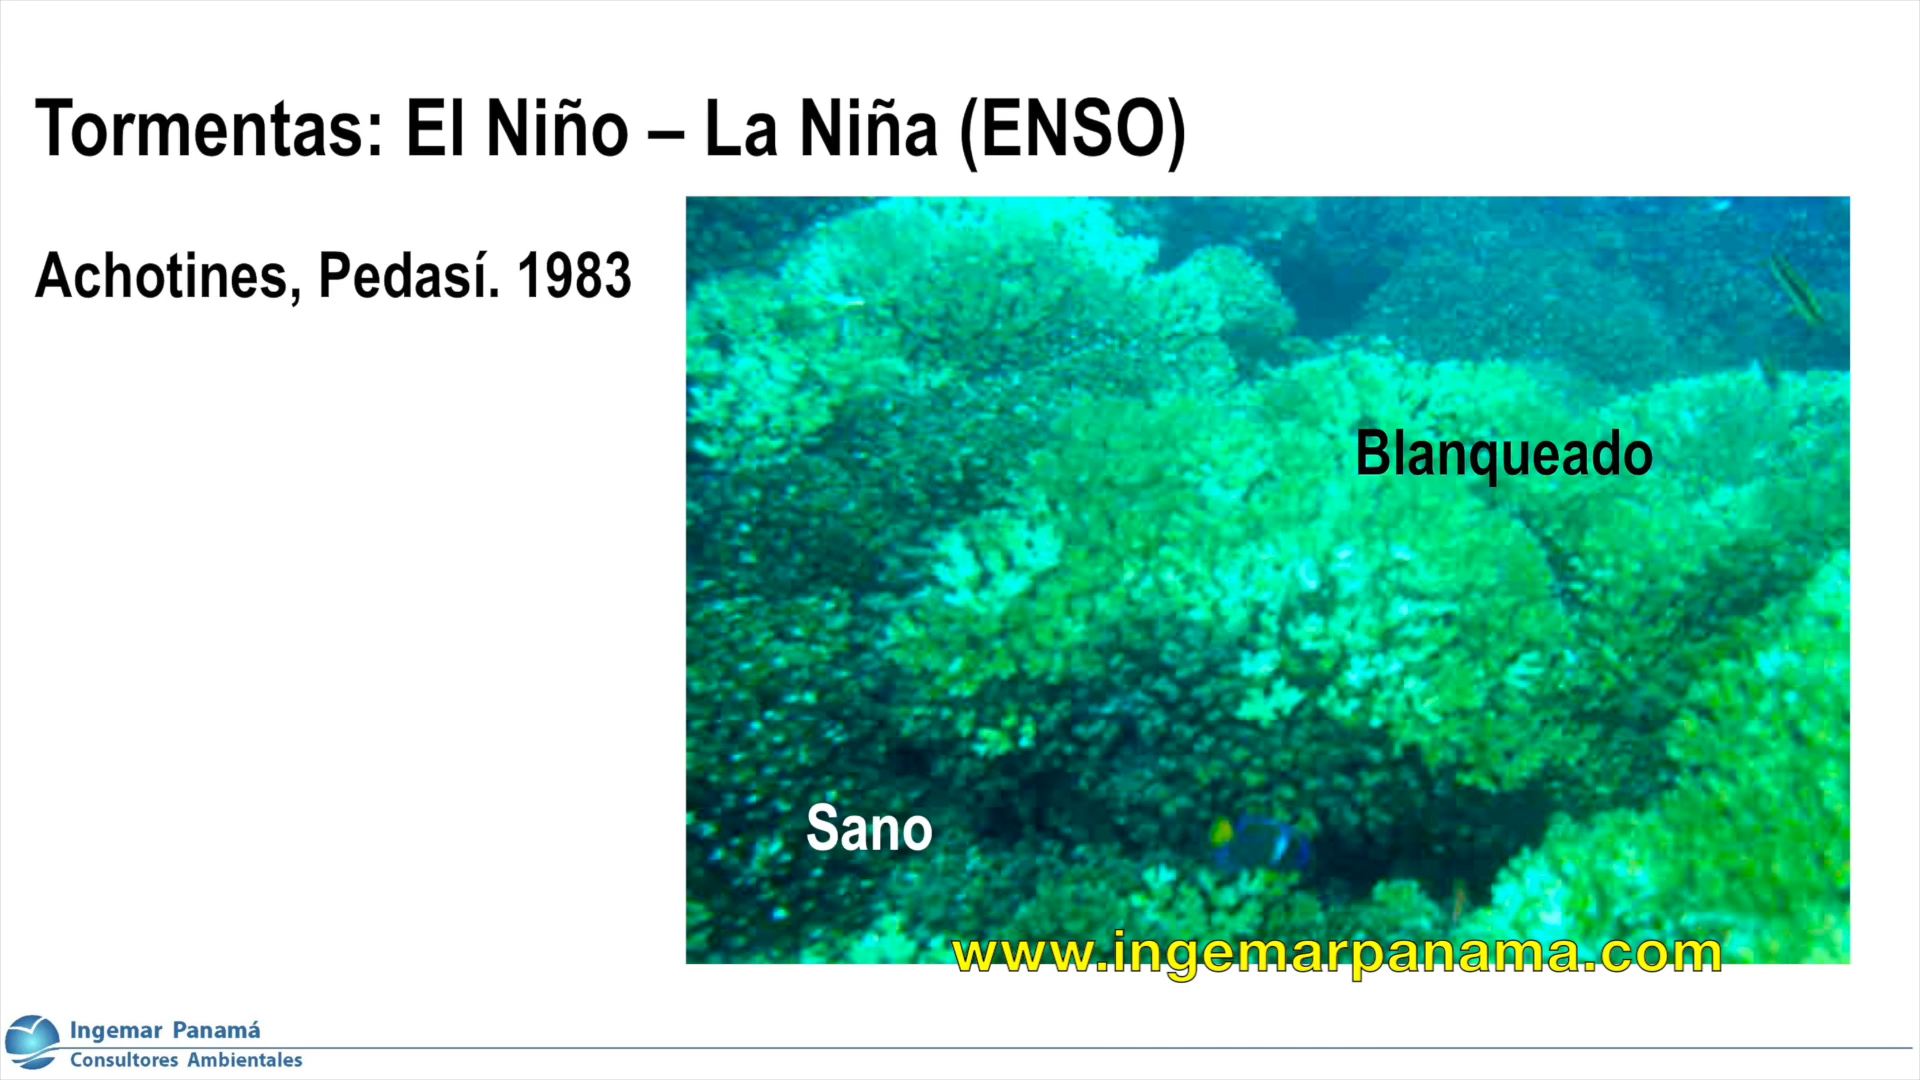 Tormentas: El Niño – La Niña (ENSO)
Achotines, Pedasí. 1983
Blanqueado
Sano
www.ingemarpanama.com
Ingemar Panamá
Consultores Ambientales